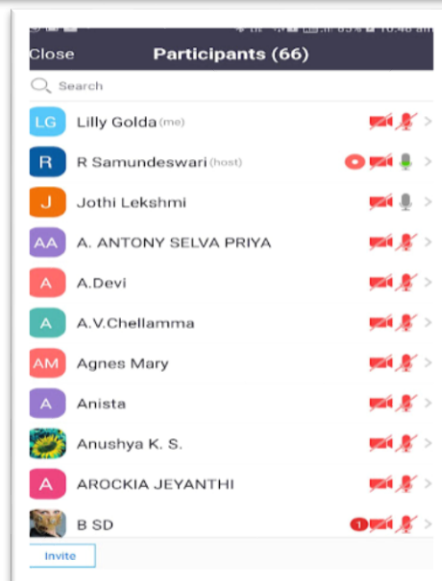 Close Participants (66)
Search
LG Lilly Golda (me)
R R Samundeswari (host)
J Jothi Lekshmi
AA A. ANTONY SELVA PRIYA
A A.Devi
A A.V.Chellamma
AM Agnes Mary
A Anista
Anushya K. S.
A AROCKIA JEYANTHI
B SD 1
Invite